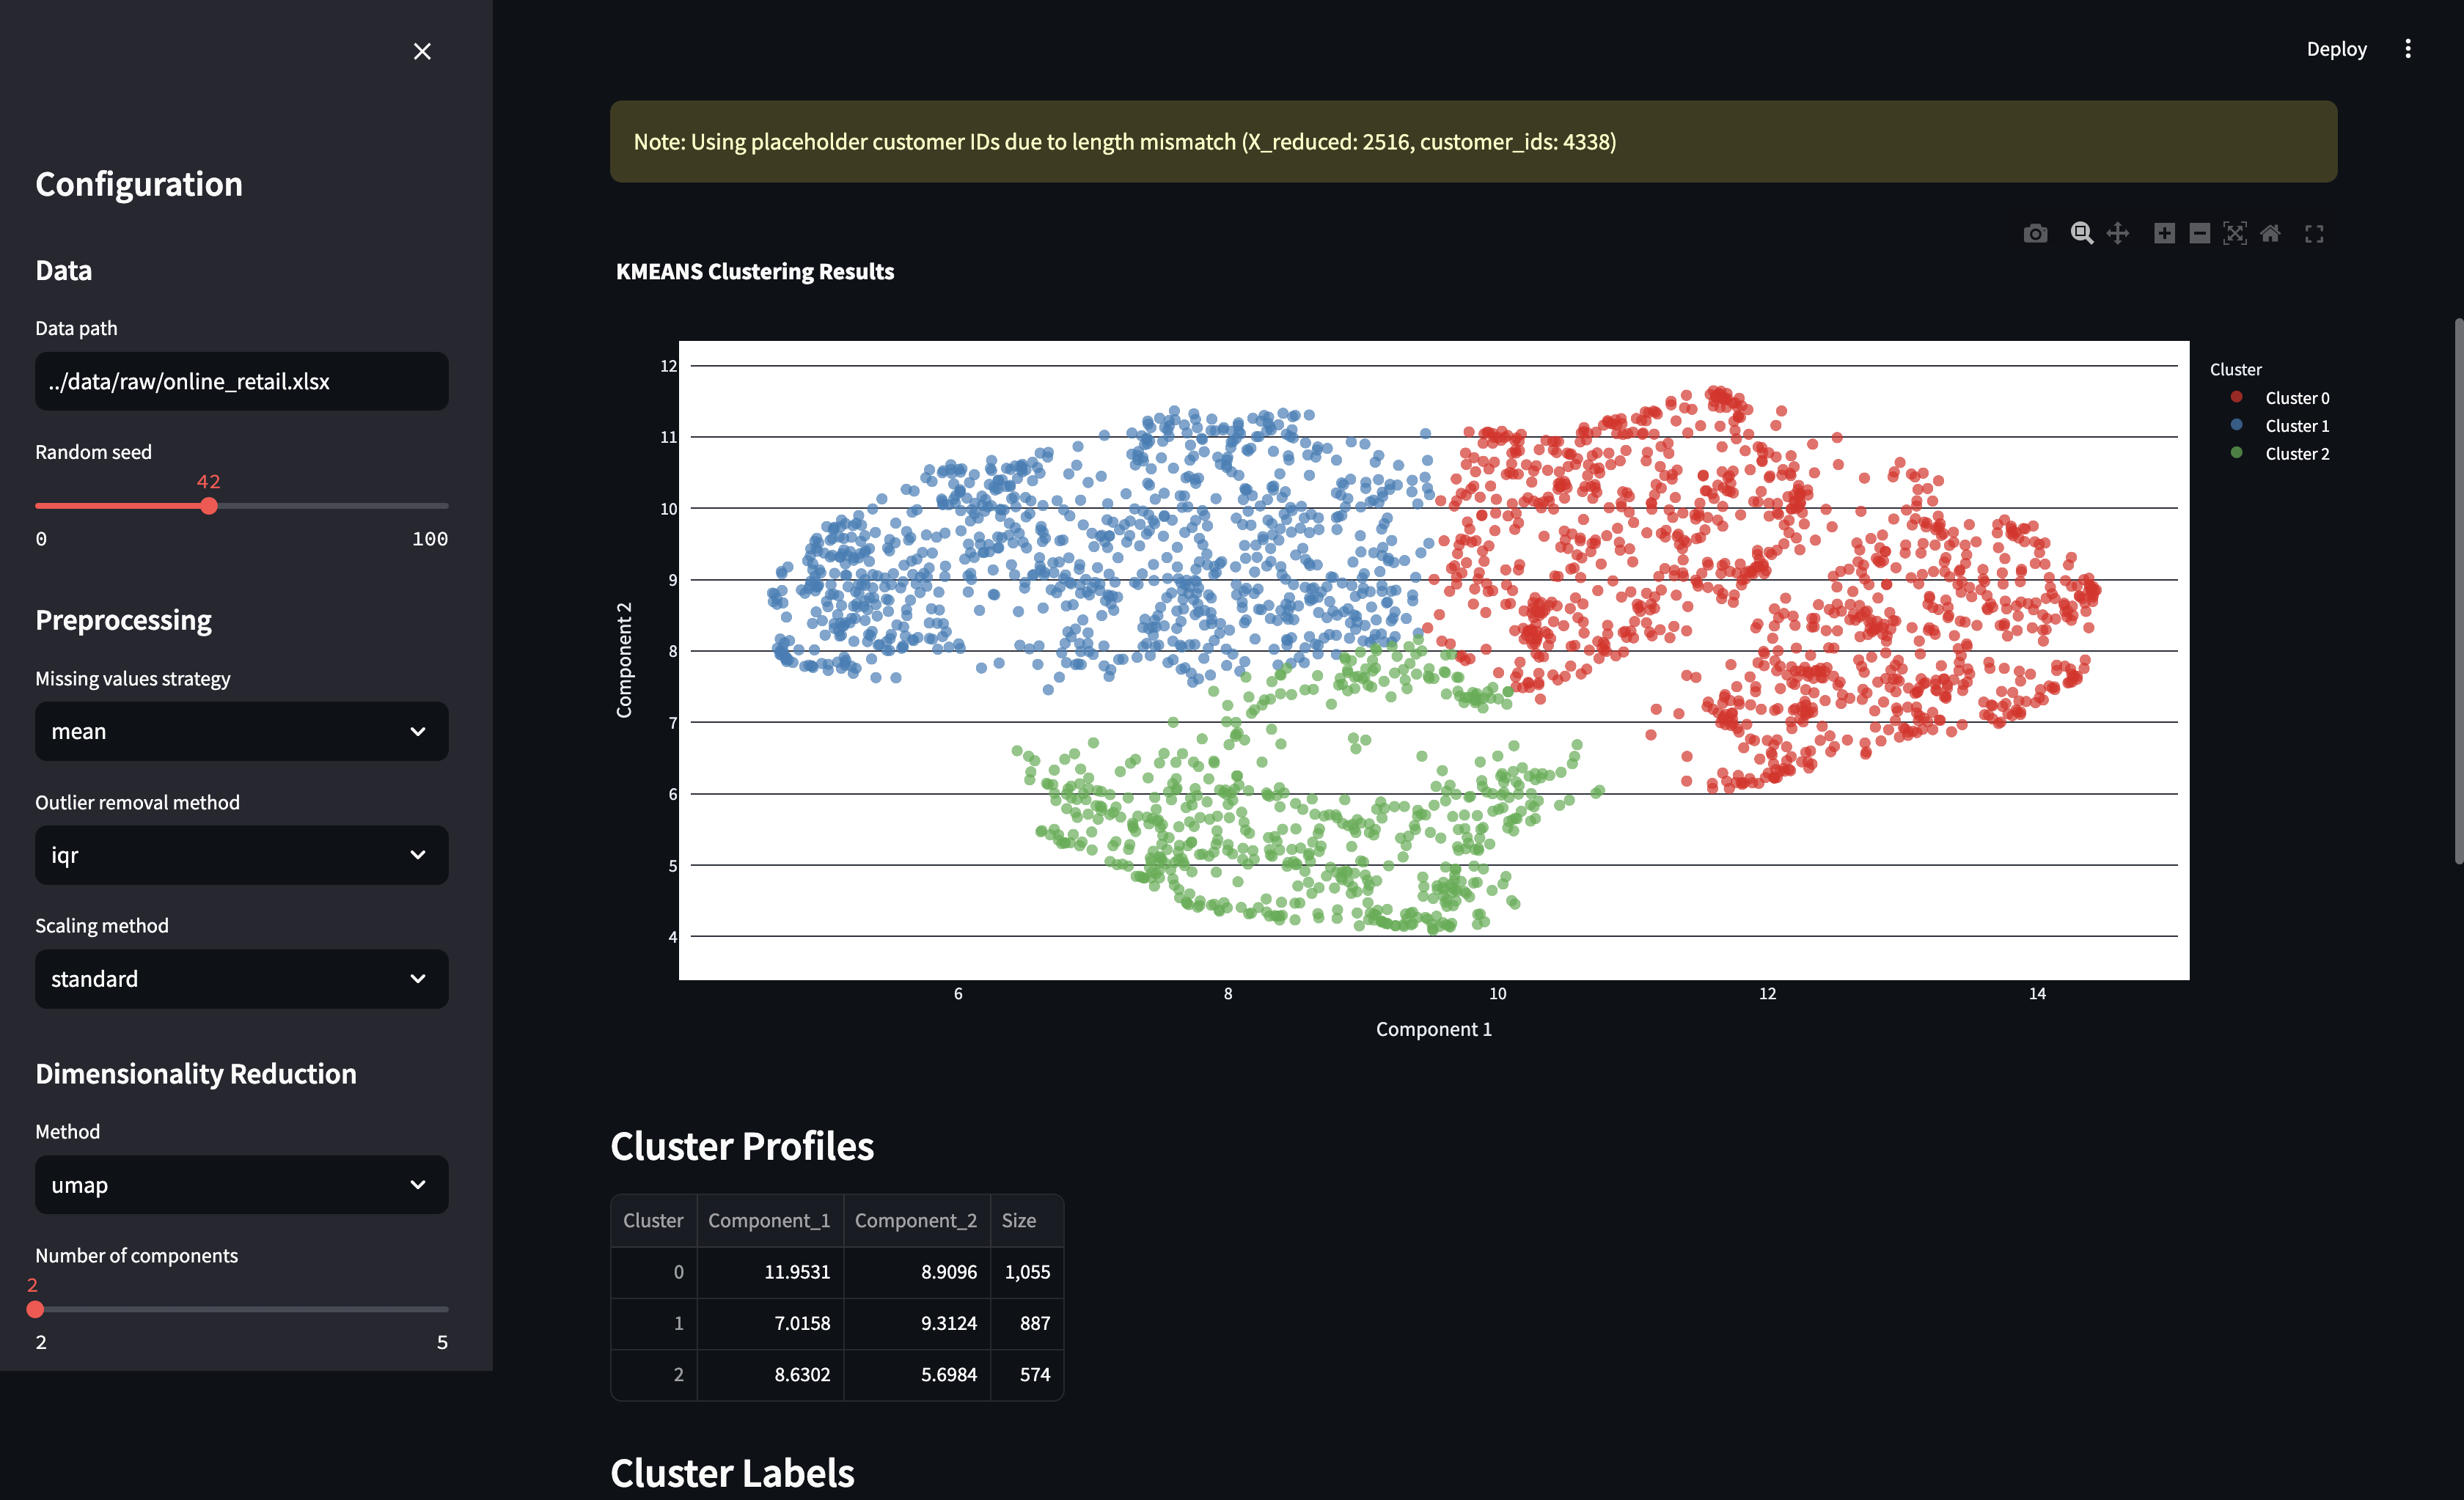 Configuration
Data
Data path
../data/raw/online_retail.xlsx
Random seed
42
0 100
Preprocessing
Missing values strategy
mean
Outlier removal method
iqr
Scaling method
standard
Dimensionality Reduction
Method
umap
Number of components
2
2 5
Deploy
Note: Using placeholder customer IDs due to length mismatch (X_reduced: 2516, customer_ids: 4338)
KMEANS Clustering Results
Cluster
Cluster 0
Cluster 1
Cluster 2
12
11
10
9
8
7
6
5
4
Component 2
6 8 10 12 14
Component 1
Cluster Profiles
Cluster Component_1 Component_2 Size
0 11.9531 8.9096 1,055
1 7.0158 9.3124 887
2 8.6302 5.6984 574
Cluster Labels